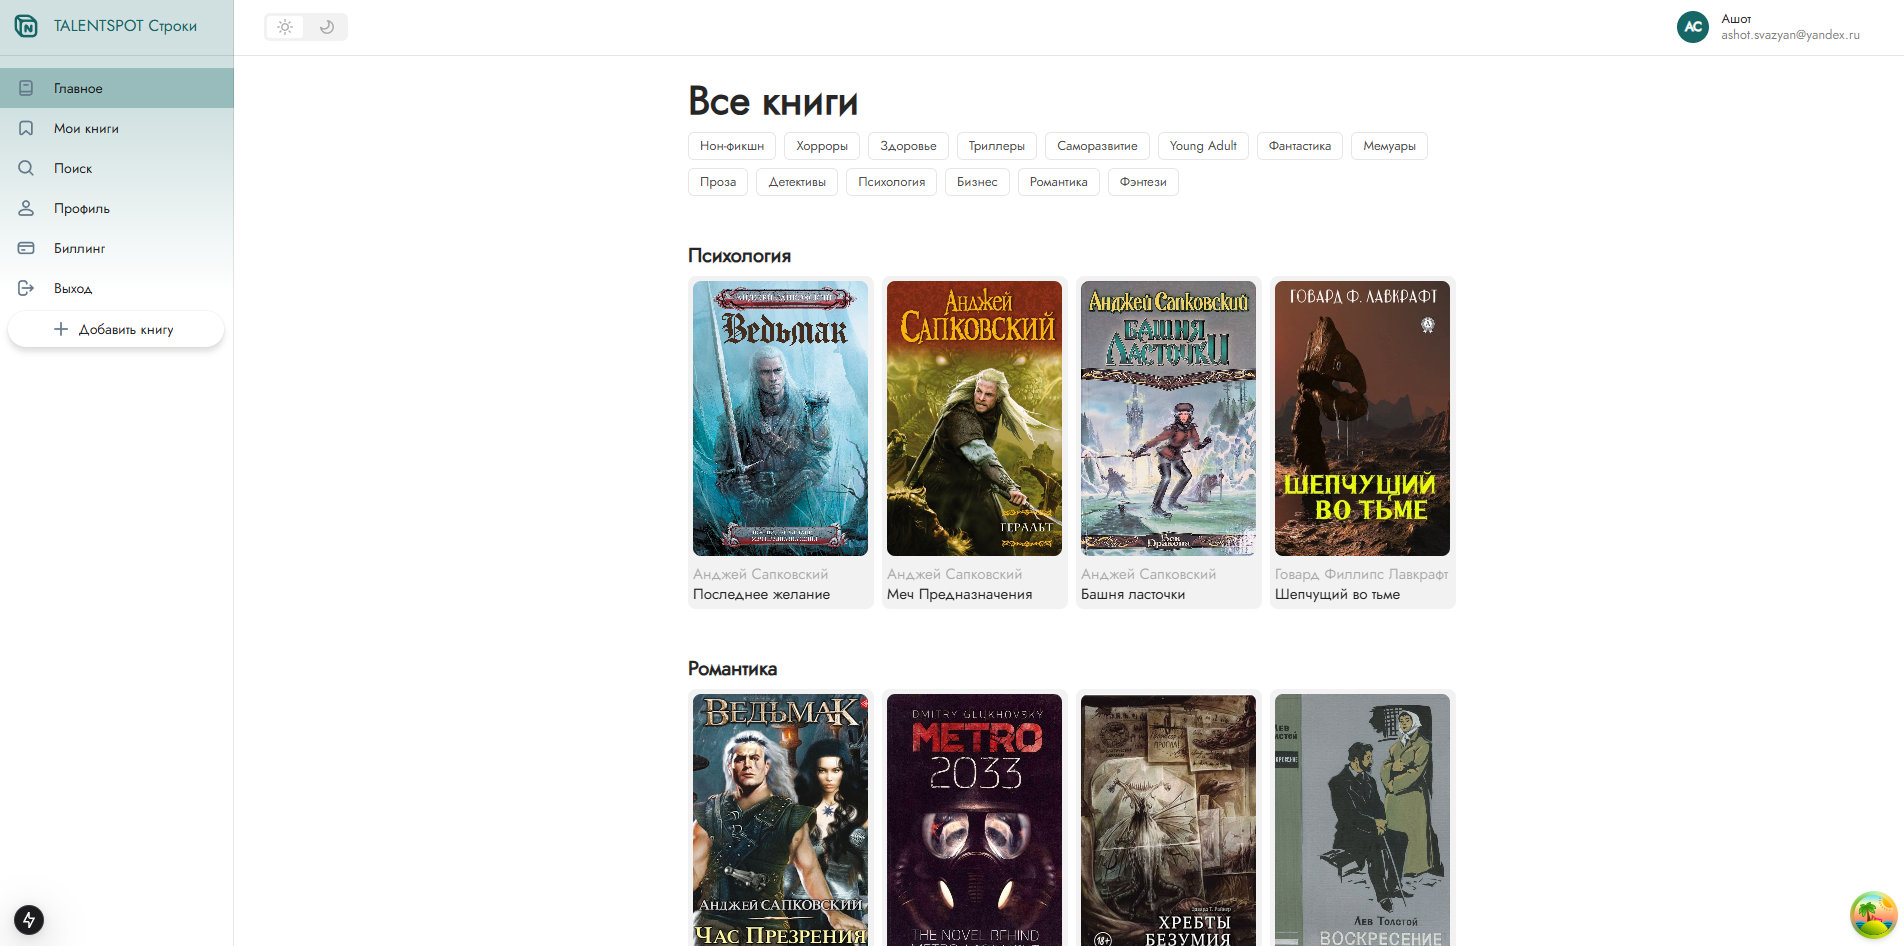 TALENTSPOT Строки
АС
Ашот
ashot.svazyan@yandex.ru
Главное
Мои книги
Поиск
Профиль
Биллинг
Выход
Добавить книгу
Все книги
Нон-фикшн
Хорроры
Здоровье
Триллеры
Саморазвитие
Young Adult
Фантастика
Мемуары
Проза
Детективы
Психология
Бизнес
Романтика
Фэнтези
Психология
АНДЖЕЙ САПКОВСКИЙ
Ведьмак
Анджей
САПКОВСКИЙ
ГЕРАЛЬТ
Анджей Сапковский
БАШНЯ
ЛАСТОЧКИ
Век
Дракона
ГОВАРД Ф. ЛАВКРАФТ
ШЕПЧУЩИЙ
ВО ТЬМЕ
Анджей Сапковский
Последнее желание
Анджей Сапковский
Меч Предназначения
Анджей Сапковский
Башня ласточки
Говард Филлипс Лавкрафт
Шепчущий во тьме
Романтика
ВЕДЬМАК
АНДЖЕЙ САПКОВСКИЙ
ЧАС ПРЕЗРЕНИЯ
DMITRY GLUKHOVSKY
METRO
2033
THE NOVEL BEHIND
ХРЕБТЫ
БЕЗУМИЯ
18+
ЛЕВ ТОЛСТОЙ
ВОСКРЕСЕНИЕ